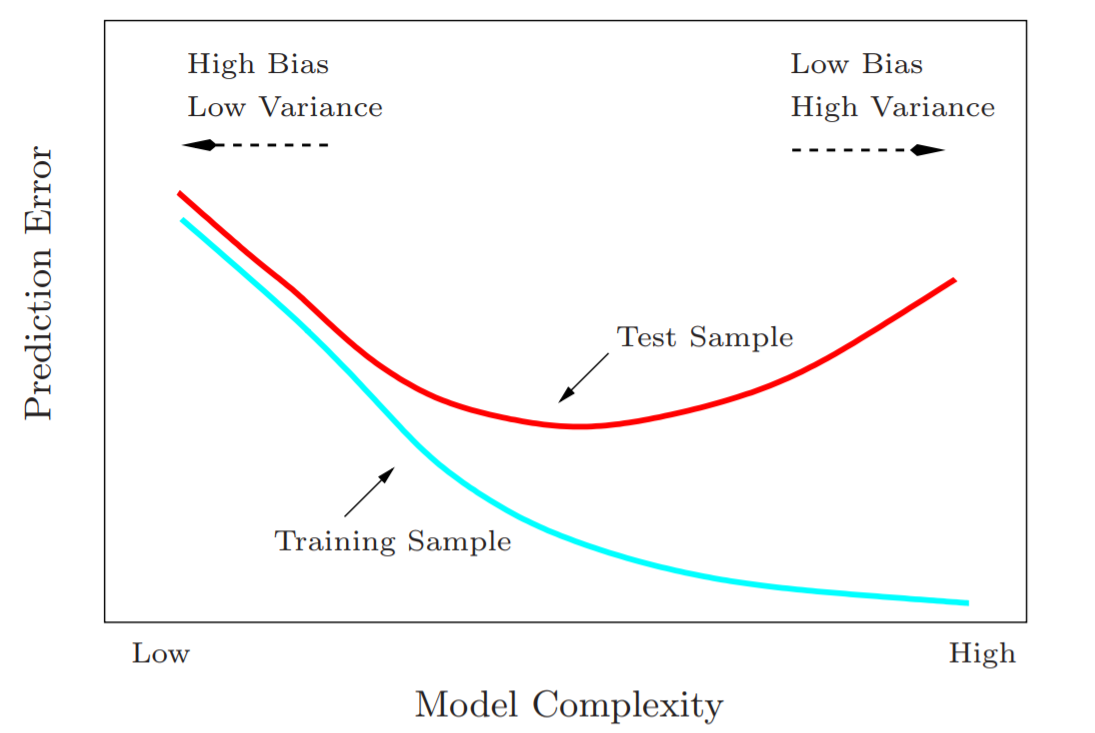 High Bias
Low Variance
Low Bias
High Variance
Prediction Error
Test Sample
Training Sample
Low
High
Model Complexity